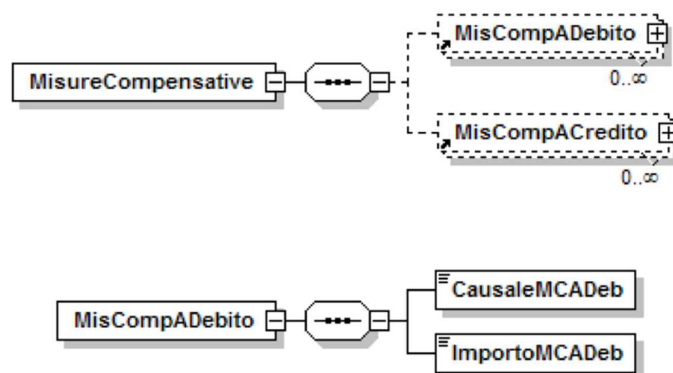 MisCompADebito
0..∞
MisureCompensative
MisCompACredito
0..∞
CausaleMCADeb
MisCompADebito
ImportoMCADeb